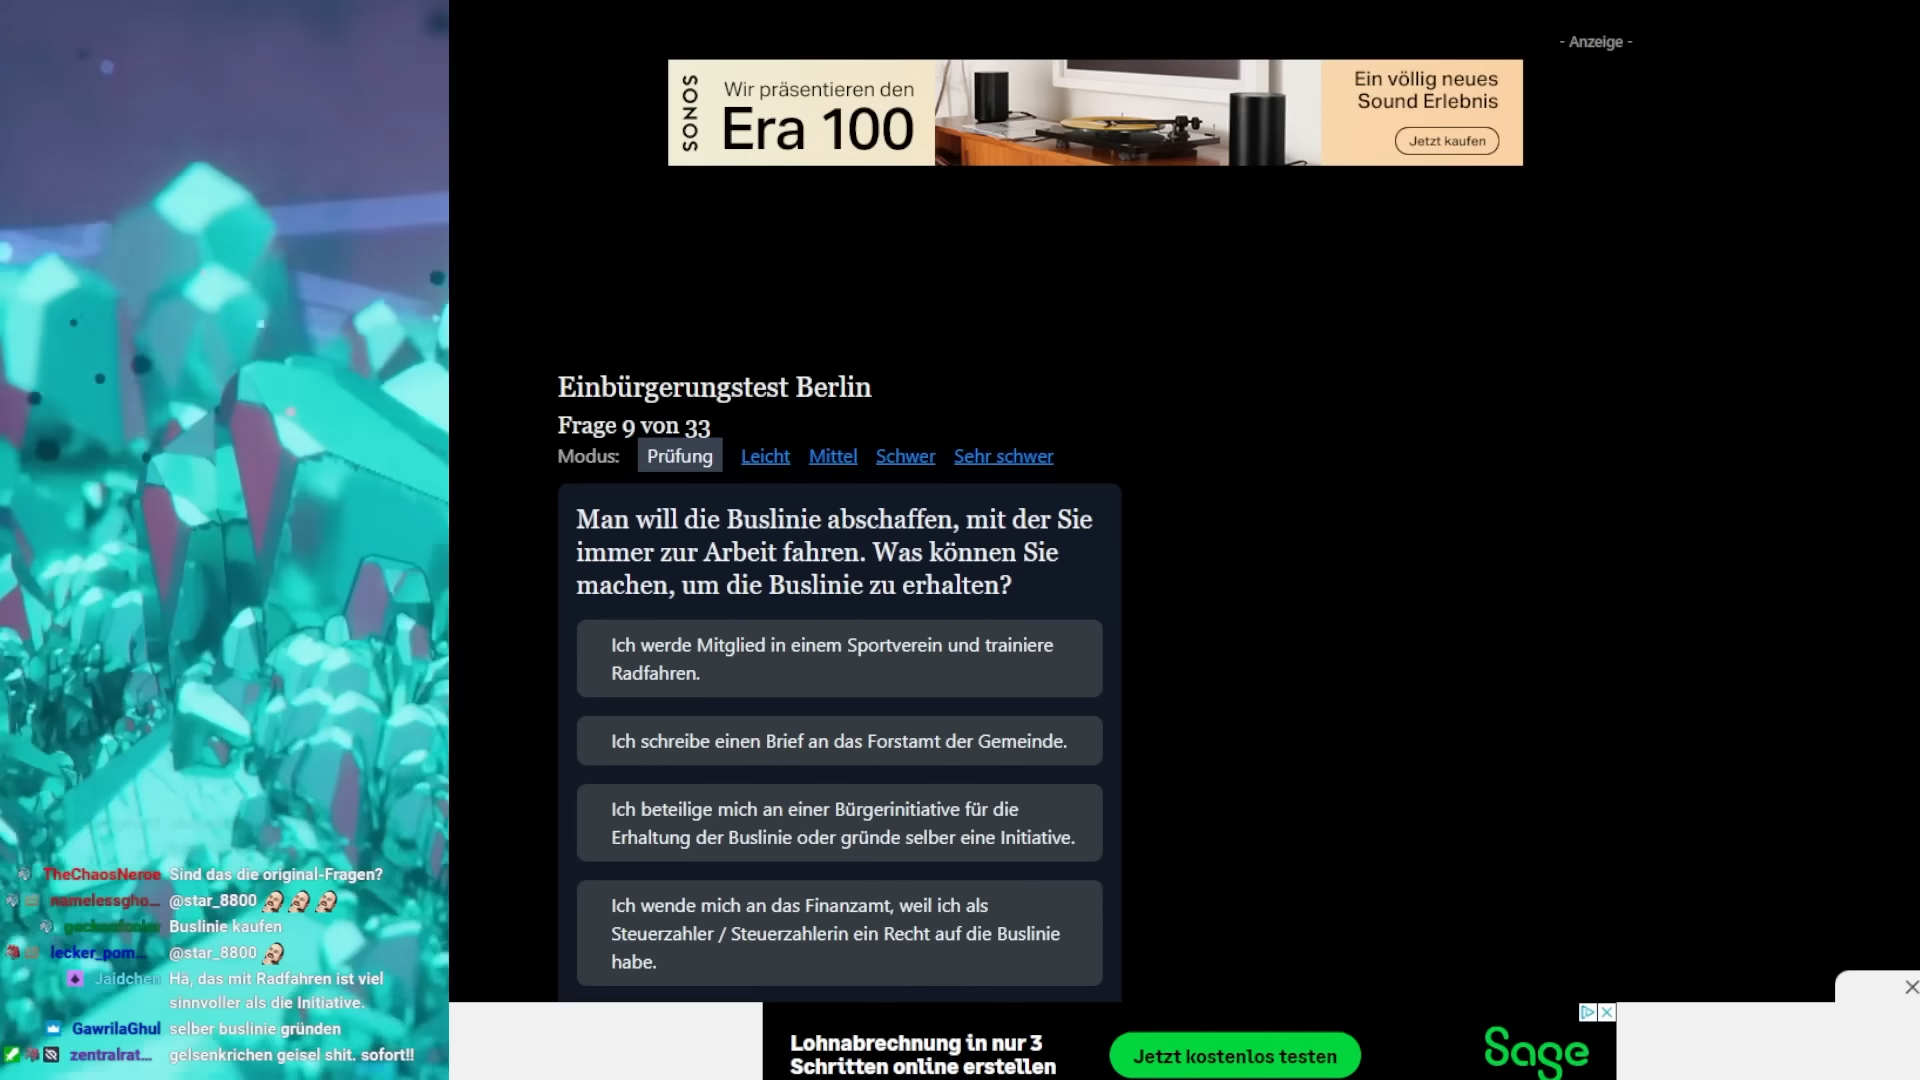 - Anzeige -
SONOS
Wir präsentieren den
Era 100
Ein völlig neues
Sound Erlebnis
Jetzt kaufen
Einbürgerungstest Berlin
Frage 9 von 33
Modus: Prüfung Leicht Mittel Schwer Sehr schwer
Man will die Buslinie abschaffen, mit der Sie
immer zur Arbeit fahren. Was können Sie
machen, um die Buslinie zu erhalten?
Ich werde Mitglied in einem Sportverein und trainiere
Radfahren.
Ich schreibe einen Brief an das Forstamt der Gemeinde.
Ich beteilige mich an einer Bürgerinitiative für die
Erhaltung der Buslinie oder gründe selber eine Initiative.
Ich wende mich an das Finanzamt, weil ich als
Steuerzahler / Steuerzahlerin ein Recht auf die Buslinie
habe.
TheChaosNeroe Sind das die original-Fragen?
namelessgho... @star_8800
Buslinie kaufen
lecker_pom... @star_8800
Jaidchen Hä, das mit Radfahren ist viel
sinnvoller als die Initiative.
GawrilaGhul selber buslinie gründen
zentralrat... gelsenkrichen geisel shit. sofort!!
Lohnabrechnung in nur 3
Schritten online erstellen
Jetzt kostenlos testen
Sage